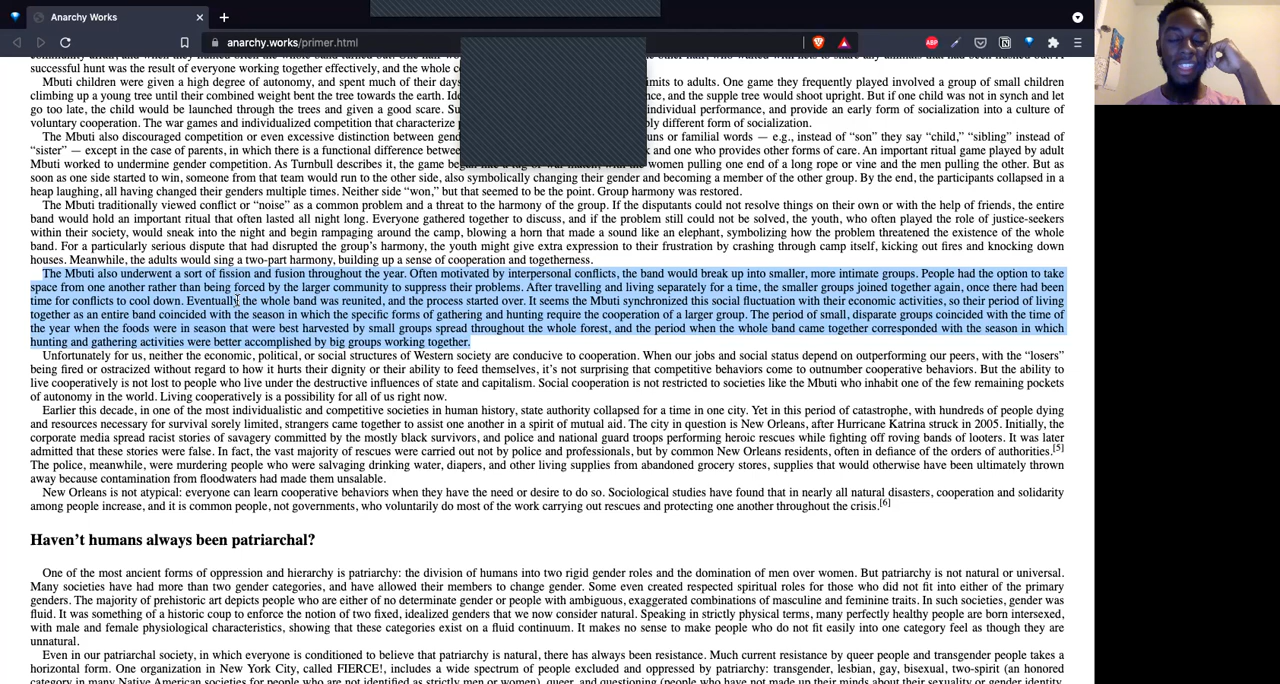 Anarchy Works
anarchy.works/primer.html
ABP
successful hunt was the result of everyone working together effectively, and the whole c
Mbuti children were given a high degree of autonomy, and spent much of their days limits to adults. One game they frequently played involved a group of small children
climbing up a young tree until their combined weight bent the tree towards the earth. Ide nce, and the supple tree would shoot upright. But if one child was not in synch and let
go too late, the child would be launched through the trees and given a good scare. Su individual performance, and provide an early form of socialization into a culture of
voluntary cooperation. The war games and individualized competition that characterize p bly different form of socialization.
The Mbuti also discouraged competition or even excessive distinction between gend uns or familial words — e.g., instead of “son” they say “child,” “sibling” instead of
“sister” — except in the case of parents, in which there is a functional difference betwee k and one who provides other forms of care. An important ritual game played by adult
Mbuti worked to undermine gender competition. As Turnbull describes it, the game began like a tug-of-war match, with the women pulling one end of a long rope or vine and the men pulling the other. But as
soon as one side started to win, someone from that team would run to the other side, also symbolically changing their gender and becoming a member of the other group. By the end, the participants collapsed in a
heap laughing, all having changed their genders multiple times. Neither side “won,” but that seemed to be the point. Group harmony was restored.
The Mbuti traditionally viewed conflict or “noise” as a common problem and a threat to the harmony of the group. If the disputants could not resolve things on their own or with the help of friends, the entire
band would hold an important ritual that often lasted all night long. Everyone gathered together to discuss, and if the problem still could not be solved, the youth, who often played the role of justice-seekers
within their society, would sneak into the night and begin rampaging around the camp, blowing a horn that made a sound like an elephant, symbolizing how the problem threatened the existence of the whole
band. For a particularly serious dispute that had disrupted the group’s harmony, the youth might give extra expression to their frustration by crashing through camp itself, kicking out fires and knocking down
houses. Meanwhile, the adults would sing a two-part harmony, building up a sense of cooperation and togetherness.
The Mbuti also underwent a sort of fission and fusion throughout the year. Often motivated by interpersonal conflicts, the band would break up into smaller, more intimate groups. People had the option to take
space from one another rather than being forced by the larger community to suppress their problems. After travelling and living separately for a time, the smaller groups joined together again, once there had been
time for conflicts to cool down. Eventually the whole band was reunited, and the process started over. It seems the Mbuti synchronized this social fluctuation with their economic activities, so their period of living
together as an entire band coincided with the season in which the specific forms of gathering and hunting require the cooperation of a larger group. The period of small, disparate groups coincided with the time of
the year when the foods were in season that were best harvested by small groups spread throughout the whole forest, and the period when the whole band came together corresponded with the season in which
hunting and gathering activities were better accomplished by big groups working together.
Unfortunately for us, neither the economic, political, or social structures of Western society are conducive to cooperation. When our jobs and social status depend on outperforming our peers, with the “losers”
being fired or ostracized without regard to how it hurts their dignity or their ability to feed themselves, it’s not surprising that competitive behaviors come to outnumber cooperative behaviors. But the ability to
live cooperatively is not lost to people who live under the destructive influences of state and capitalism. Social cooperation is not restricted to societies like the Mbuti who inhabit one of the few remaining pockets
of autonomy in the world. Living cooperatively is a possibility for all of us right now.
Earlier this decade, in one of the most individualistic and competitive societies in human history, state authority collapsed for a time in one city. Yet in this period of catastrophe, with hundreds of people dying
and resources necessary for survival sorely limited, strangers came together to assist one another in a spirit of mutual aid. The city in question is New Orleans, after Hurricane Katrina struck in 2005. Initially, the
corporate media spread racist stories of savagery committed by the mostly black survivors, and police and national guard troops performing heroic rescues while fighting off roving bands of looters. It was later
admitted that these stories were false. In fact, the vast majority of rescues were carried out not by police and professionals, but by common New Orleans residents, often in defiance of the orders of authorities.[5]
The police, meanwhile, were murdering people who were salvaging drinking water, diapers, and other living supplies from abandoned grocery stores, supplies that would otherwise have been ultimately thrown
away because contamination from floodwaters had made them unsalable.
New Orleans is not atypical: everyone can learn cooperative behaviors when they have the need or desire to do so. Sociological studies have found that in nearly all natural disasters, cooperation and solidarity
among people increase, and it is common people, not governments, who voluntarily do most of the work carrying out rescues and protecting one another throughout the crisis.[6]
Haven’t humans always been patriarchal?
One of the most ancient forms of oppression and hierarchy is patriarchy: the division of humans into two rigid gender roles and the domination of men over women. But patriarchy is not natural or universal.
Many societies have had more than two gender categories, and have allowed their members to change gender. Some even created respected spiritual roles for those who did not fit into either of the primary
genders. The majority of prehistoric art depicts people who are either of no determinate gender or people with ambiguous, exaggerated combinations of masculine and feminine traits. In such societies, gender was
fluid. It was something of a historic coup to enforce the notion of two fixed, idealized genders that we now consider natural. Speaking in strictly physical terms, many perfectly healthy people are born intersexed,
with male and female physiological characteristics, showing that these categories exist on a fluid continuum. It makes no sense to make people who do not fit easily into one category feel as though they are
unnatural.
Even in our patriarchal society, in which everyone is conditioned to believe that patriarchy is natural, there has always been resistance. Much current resistance by queer people and transgender people takes a
horizontal form. One organization in New York City, called FIERCE!, includes a wide spectrum of people excluded and oppressed by patriarchy: transgender, lesbian, gay, bisexual, two-spirit (an honored
category in many Native American societies for people who are not identified as strictly men or women), queer, and questioning (people who have not made up their minds about their sexuality or gender identity,